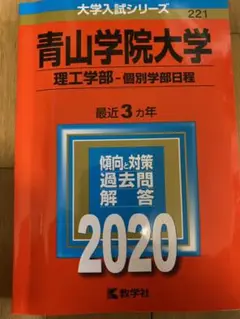 大学入試シリーズ
221
青山学院大学
理工学部-個別学部日程
最近3ヵ年
傾向と対策
過去問
解答
2020
教学社